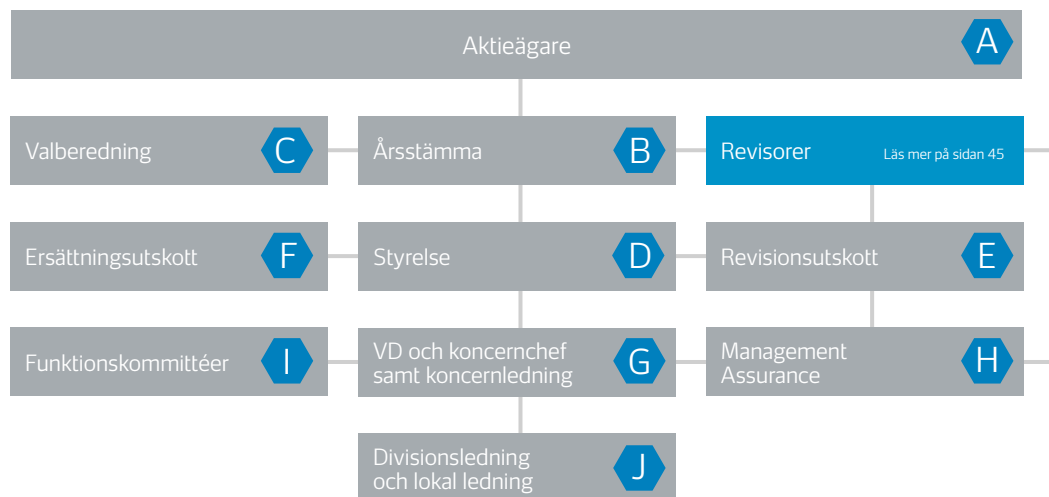 Aktieägare
A
Valberedning
C
Årsstämma
B
Revisorer
Läs mer på sidan 45
Ersättningsutskott
F
Styrelse
D
Revisionsutskott
E
Funktionskommittéer
I
VD och koncernchef
samt koncernledning
G
Management
Assurance
H
Divisionsledning
och lokal ledning
J